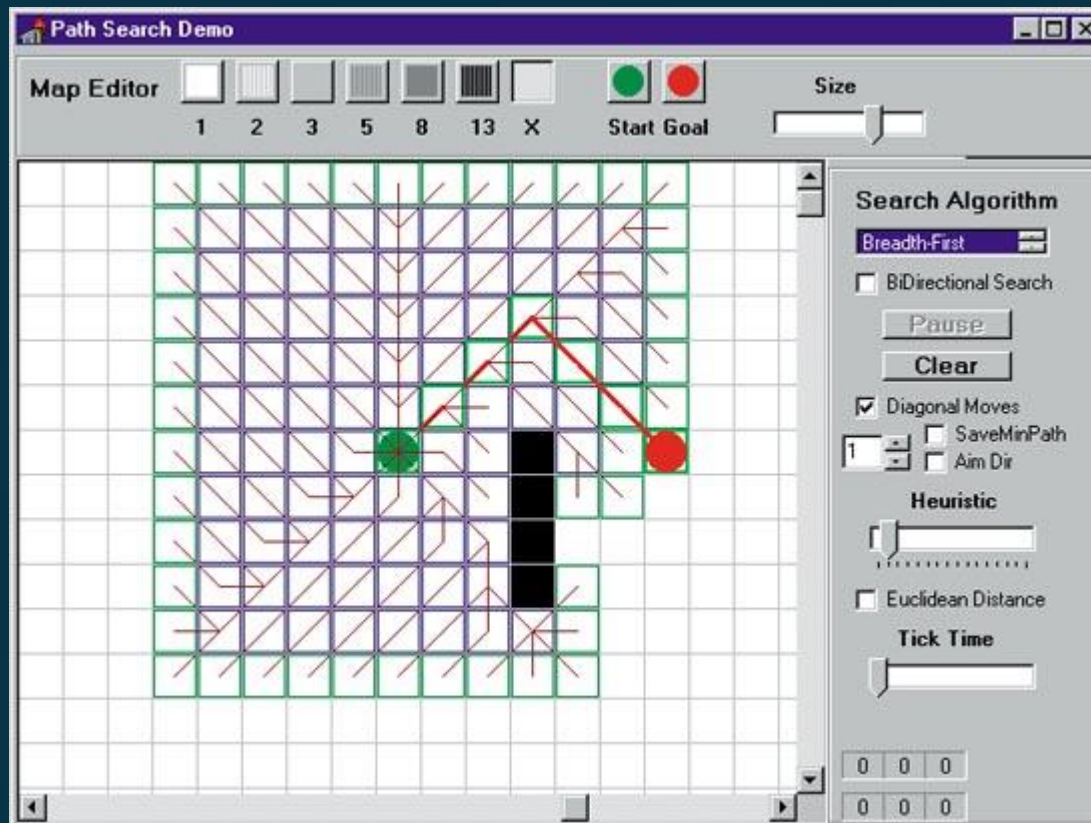 Path Search Demo
Map Editor
1 2 3 5 8 13 X
Start Goal
Size
Search Algorithm
Breadth-First
BiDirectional Search
Pause
Clear
Diagonal Moves
1
SaveMinPath
Aim Dir
Heuristic
Euclidean Distance
Tick Time
0 0 0
0 0 0